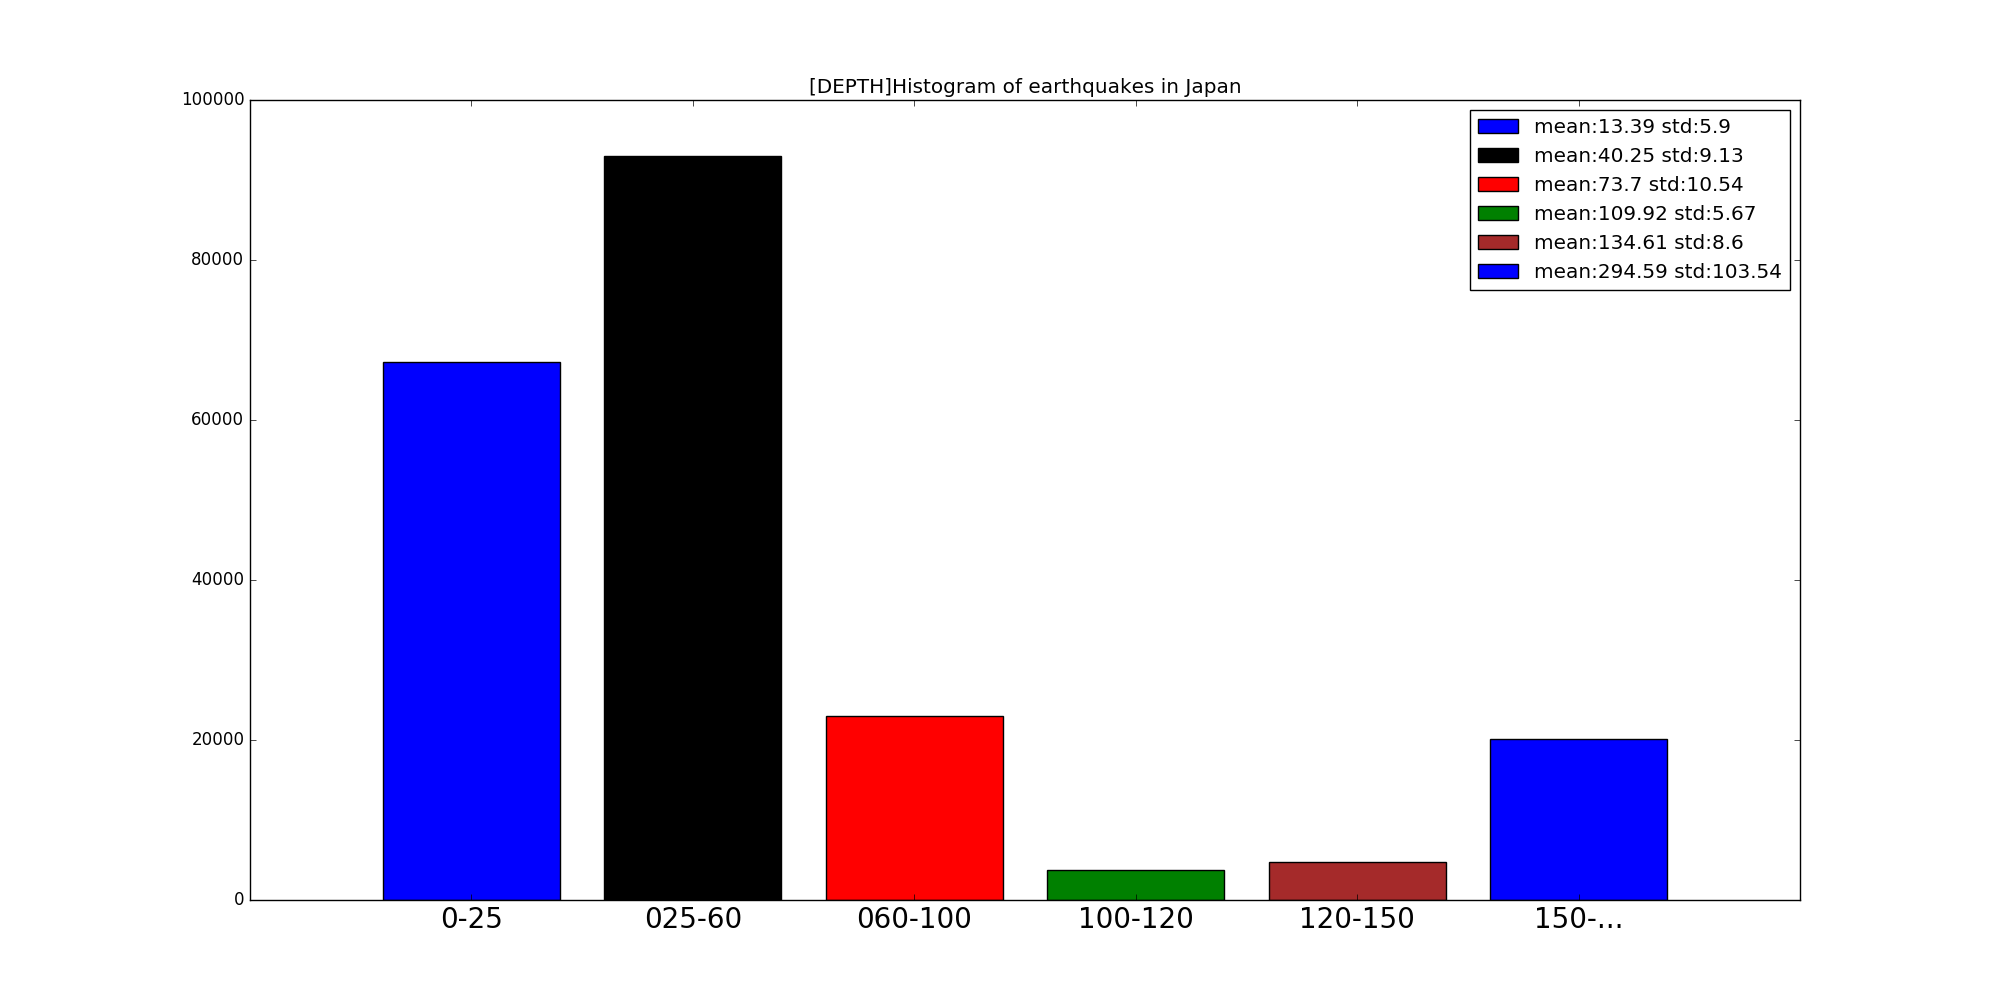 [DEPTH]Histogram of earthquakes in Japan
100000
80000
60000
40000
20000
0
mean:13.39 std:5.9
mean:40.25 std:9.13
mean:73.7 std:10.54
mean:109.92 std:5.67
mean:134.61 std:8.6
mean:294.59 std:103.54
0-25 025-60 060-100 100-120 120-150 150-...